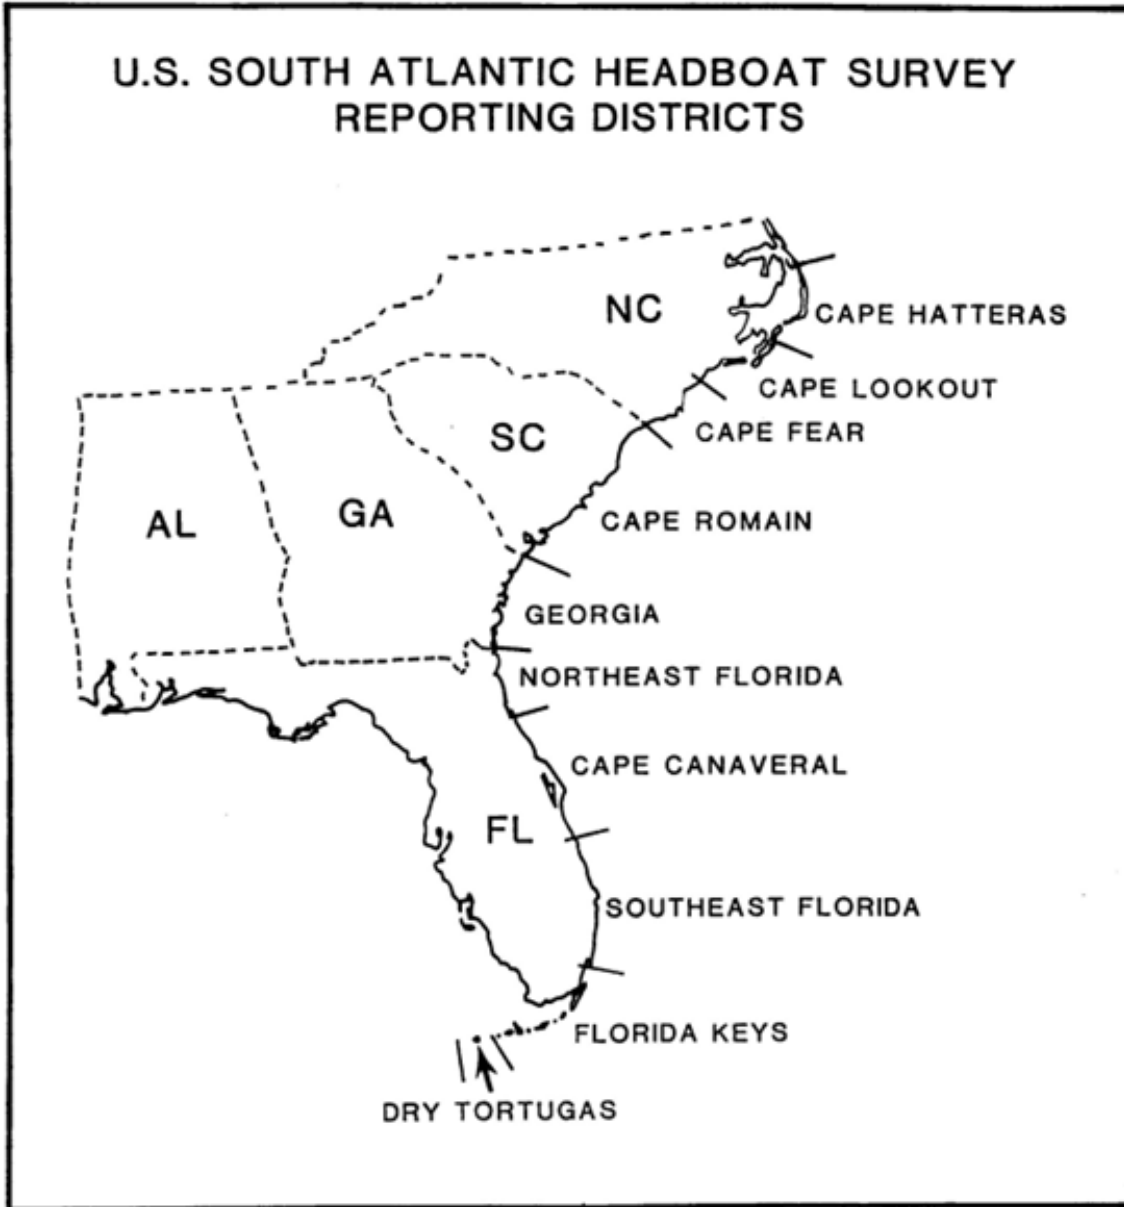 U.S. SOUTH ATLANTIC HEADBOAT SURVEY
REPORTING DISTRICTS
NC
CAPE HATTERAS
CAPE LOOKOUT
SC
CAPE FEAR
AL
GA
CAPE ROMAIN
GEORGIA
NORTHEAST FLORIDA
CAPE CANAVERAL
FL
SOUTHEAST FLORIDA
FLORIDA KEYS
DRY TORTUGAS